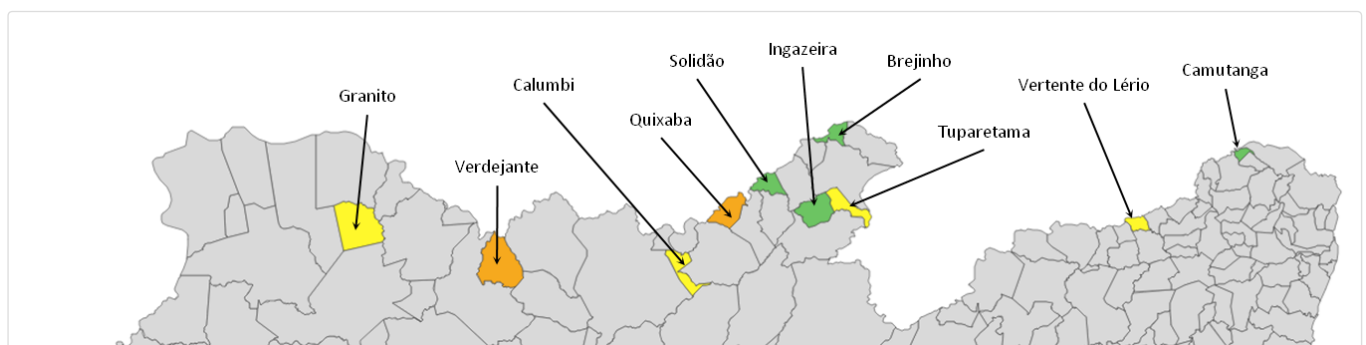 Ingazeira
Solidão
Brejinho
Camutanga
Calumbi
Vertente do Lério
Granito
Quixaba
Tuparetama
Verdejante